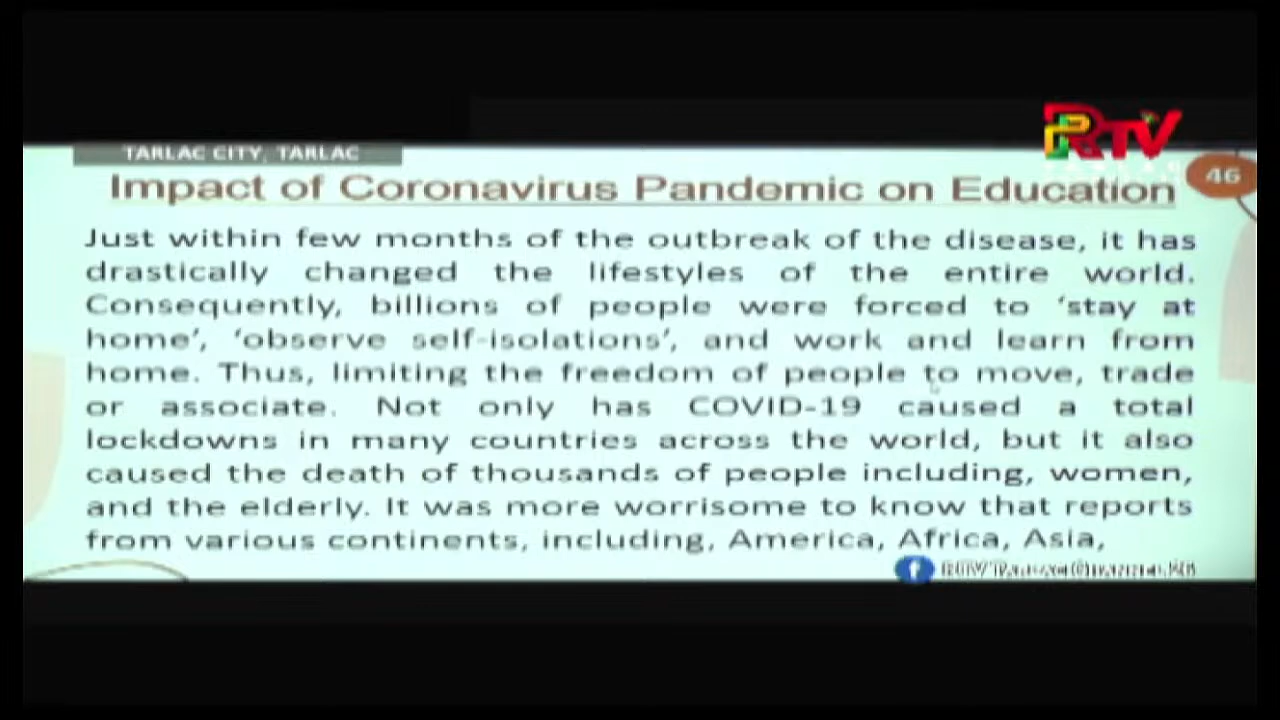 RTV
TARLAC CITY, TARLAC
46
Impact of Coronavirus Pandemic on Education
Just within few months of the outbreak of the disease, it has
drastically changed the lifestyles of the entire world.
Consequently, billions of people were forced to ‘stay at
home’, ‘observe self-isolations’, and work and learn from
home. Thus, limiting the freedom of people to move, trade
or associate. Not only has COVID-19 caused a total
lockdowns in many countries across the world, but it also
caused the death of thousands of people including, women,
and the elderly. It was more worrisome to know that reports
from various continents, including, America, Africa, Asia,